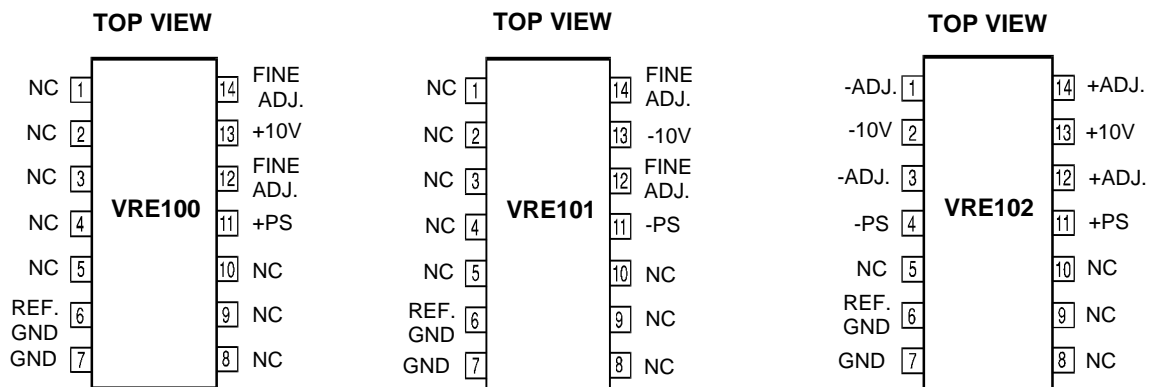 TOP VIEW
NC 1
NC 2
NC 3
NC 4
NC 5
REF.
GND 6
GND 7
VRE100
14 FINE
ADJ.
13 +10V
12 FINE
ADJ.
11 +PS
10 NC
9 NC
8 NC
TOP VIEW
NC 1
NC 2
NC 3
NC 4
NC 5
REF.
GND 6
GND 7
VRE101
14 FINE
ADJ.
13 -10V
12 FINE
ADJ.
11 -PS
10 NC
9 NC
8 NC
TOP VIEW
-ADJ. 1
-10V 2
-ADJ. 3
-PS 4
NC 5
REF.
GND 6
GND 7
VRE102
14 +ADJ.
13 +10V
12 +ADJ.
11 +PS
10 NC
9 NC
8 NC